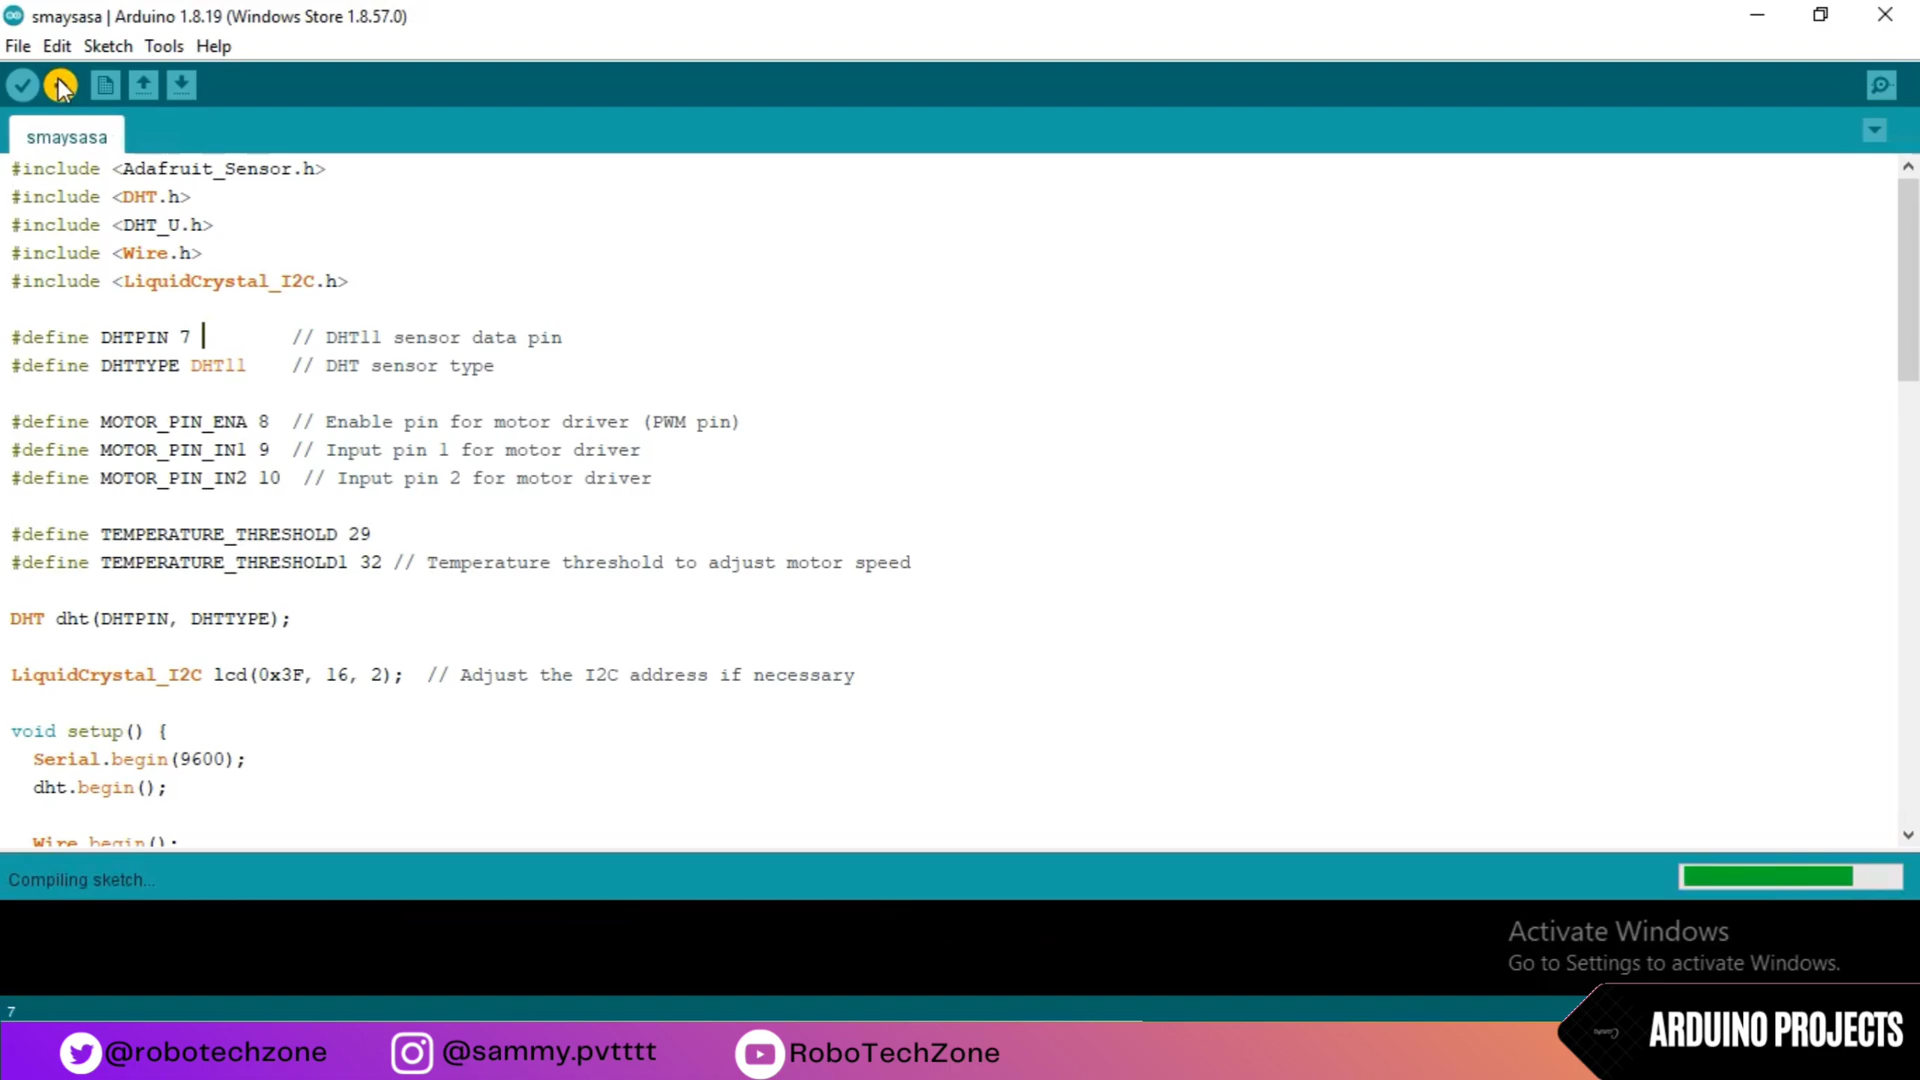 smaysasa | Arduino 1.8.19 (Windows Store 1.8.57.0)
File Edit Sketch Tools Help
smaysasa
#include <Adafruit_Sensor.h>
#include <DHT.h>
#include <DHT_U.h>
#include <Wire.h>
#include <LiquidCrystal_I2C.h>
#define DHTPIN 7 // DHT11 sensor data pin
#define DHTTYPE DHT11 // DHT sensor type
#define MOTOR_PIN_ENA 8 // Enable pin for motor driver (PWM pin)
#define MOTOR_PIN_IN1 9 // Input pin 1 for motor driver
#define MOTOR_PIN_IN2 10 // Input pin 2 for motor driver
#define TEMPERATURE_THRESHOLD 29
#define TEMPERATURE_THRESHOLD1 32 // Temperature threshold to adjust motor speed
DHT dht(DHTPIN, DHTTYPE);
LiquidCrystal_I2C lcd(0x3F, 16, 2); // Adjust the I2C address if necessary
void setup() {
Serial.begin(9600);
dht.begin();
Wire.begin();
Compiling sketch...
Activate Windows
Go to Settings to activate Windows.
7
@robotechzone @sammy.pvtttt RoboTechZone
ARDUINO PROJECTS